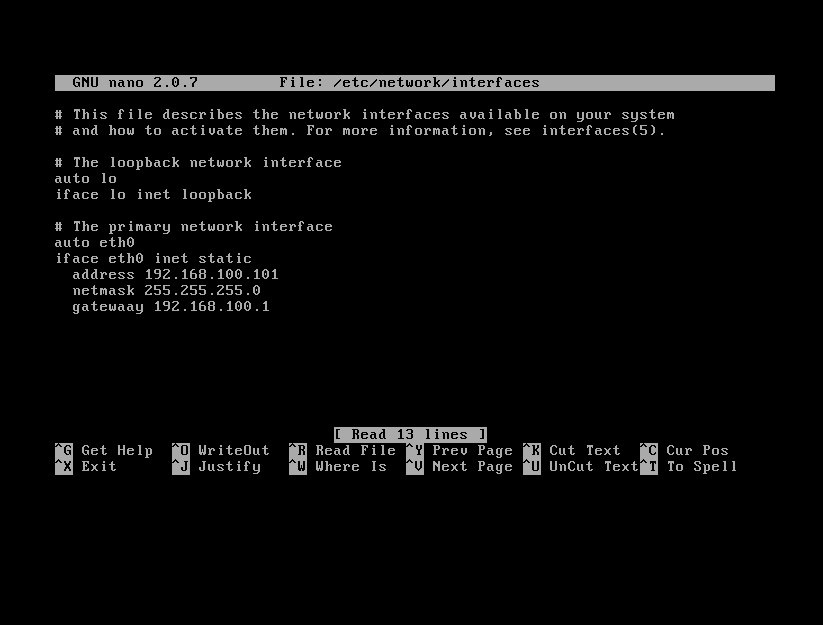 GNU nano 2.0.7 File: /etc/network/interfaces
# This file describes the network interfaces available on your system
# and how to activate them. For more information, see interfaces(5).
# The loopback network interface
auto lo
iface lo inet loopback
# The primary network interface
auto eth0
iface eth0 inet static
address 192.168.100.101
netmask 255.255.255.0
gatewaay 192.168.100.1
[ Read 13 lines ]
^G Get Help ^O WriteOut ^R Read File ^Y Prev Page ^K Cut Text ^C Cur Pos
^X Exit ^J Justify ^W Where Is ^V Next Page ^U UnCut Text ^T To Spell